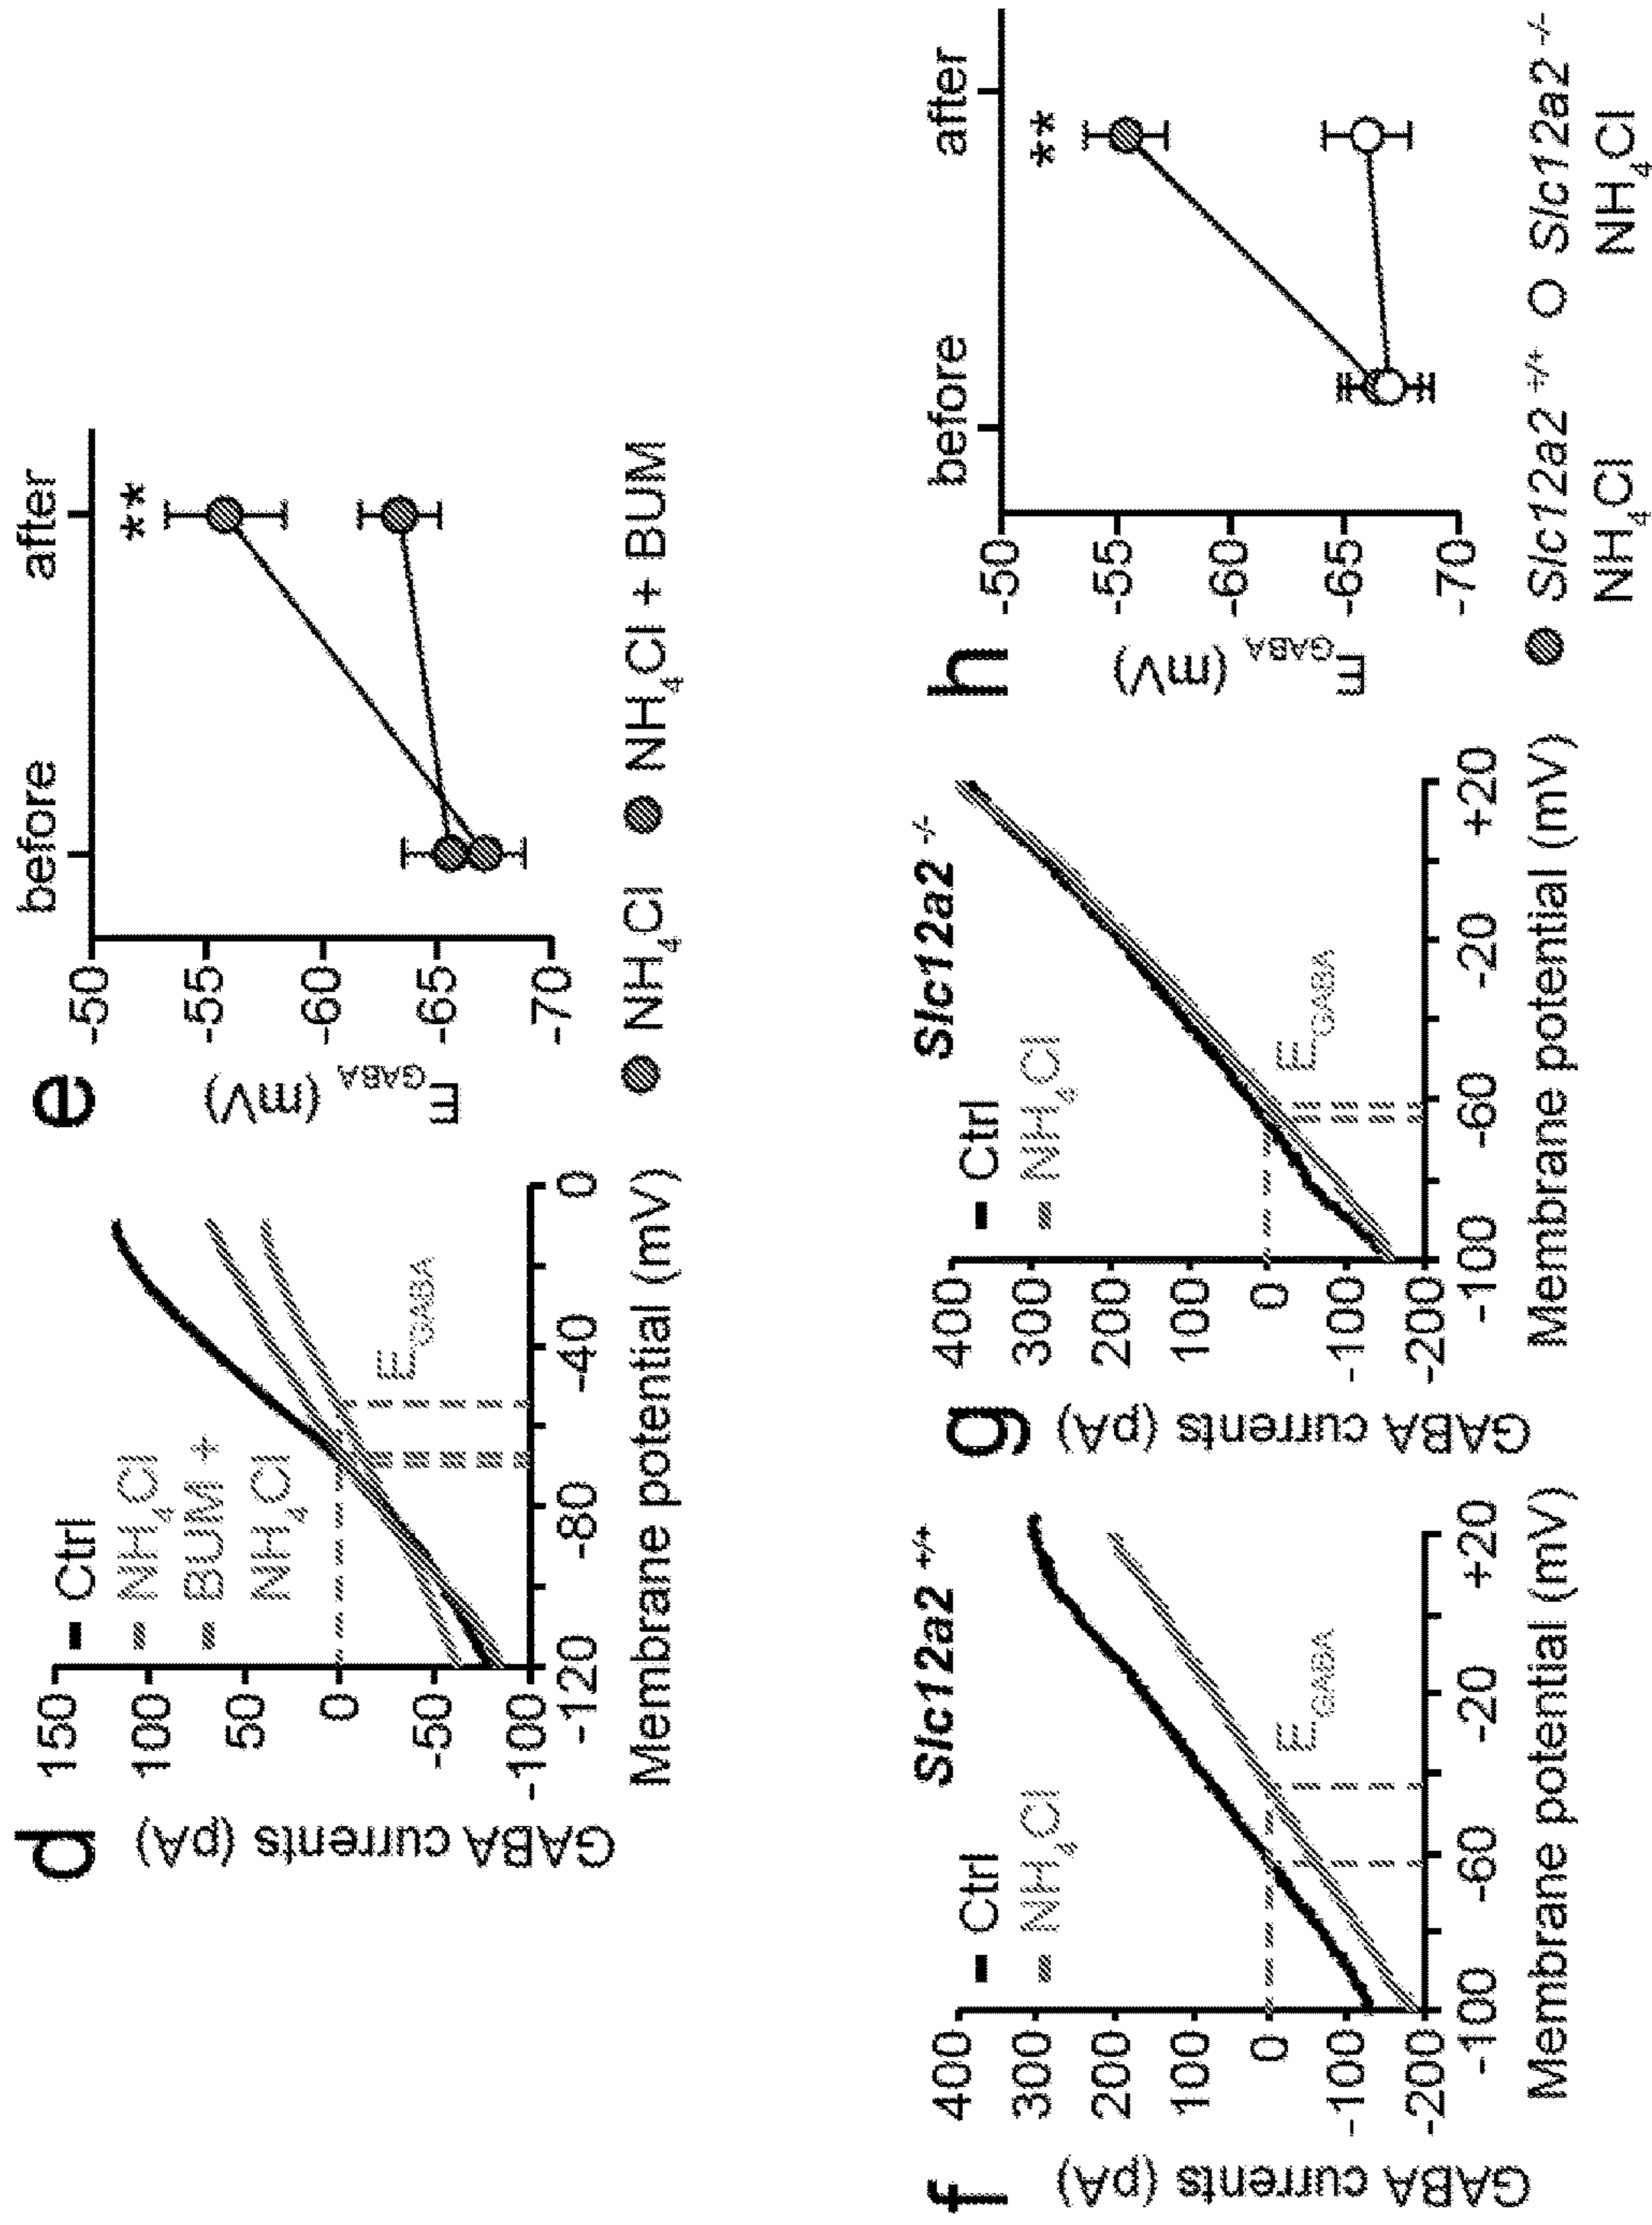 d
GABA currents (pA)
150
100
50
0
-50
-100
Ctrl
NH4Cl
BUM +
NH4Cl
EGABA
-120 -80 -40 0
Membrane potential (mV)
e
EGABA (mV)
before after
-50
-55
-60
-65
-70
**
NH4Cl NH4Cl + BUM
f
GABA currents (pA)
Slc12a2 +/+
400
300
200
100
0
-100
-200
Ctrl
NH4Cl
EGABA
-100 -60 -20 +20
Membrane potential (mV)
g
GABA currents (pA)
Slc12a2 -/-
400
300
200
100
0
-100
-200
Ctrl
NH4Cl
EGABA
-100 -60 -20 +20
Membrane potential (mV)
h
EGABA (mV)
before after
-50
-55
-60
-65
-70
**
Slc12a2 +/+ Slc12a2 -/-
NH4Cl NH4Cl